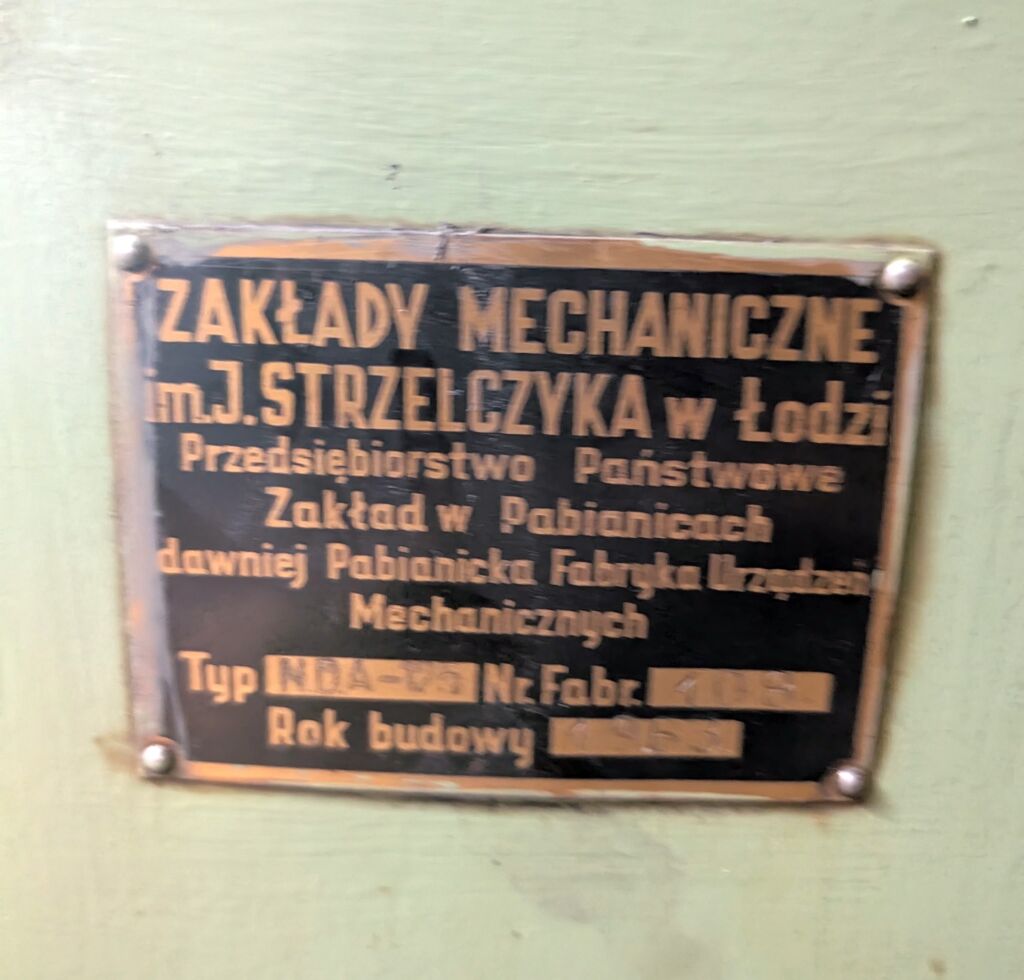 ZAKŁADY MECHANICZNE
im. J. STRZELCZYKA w Łodzi
Przedsiębiorstwo Państwowe
Zakład w Pabianicach
dawniej Pabianicka Fabryka Urządzeń
Mechanicznych
Typ Nr. Fabr.
Rok budowy